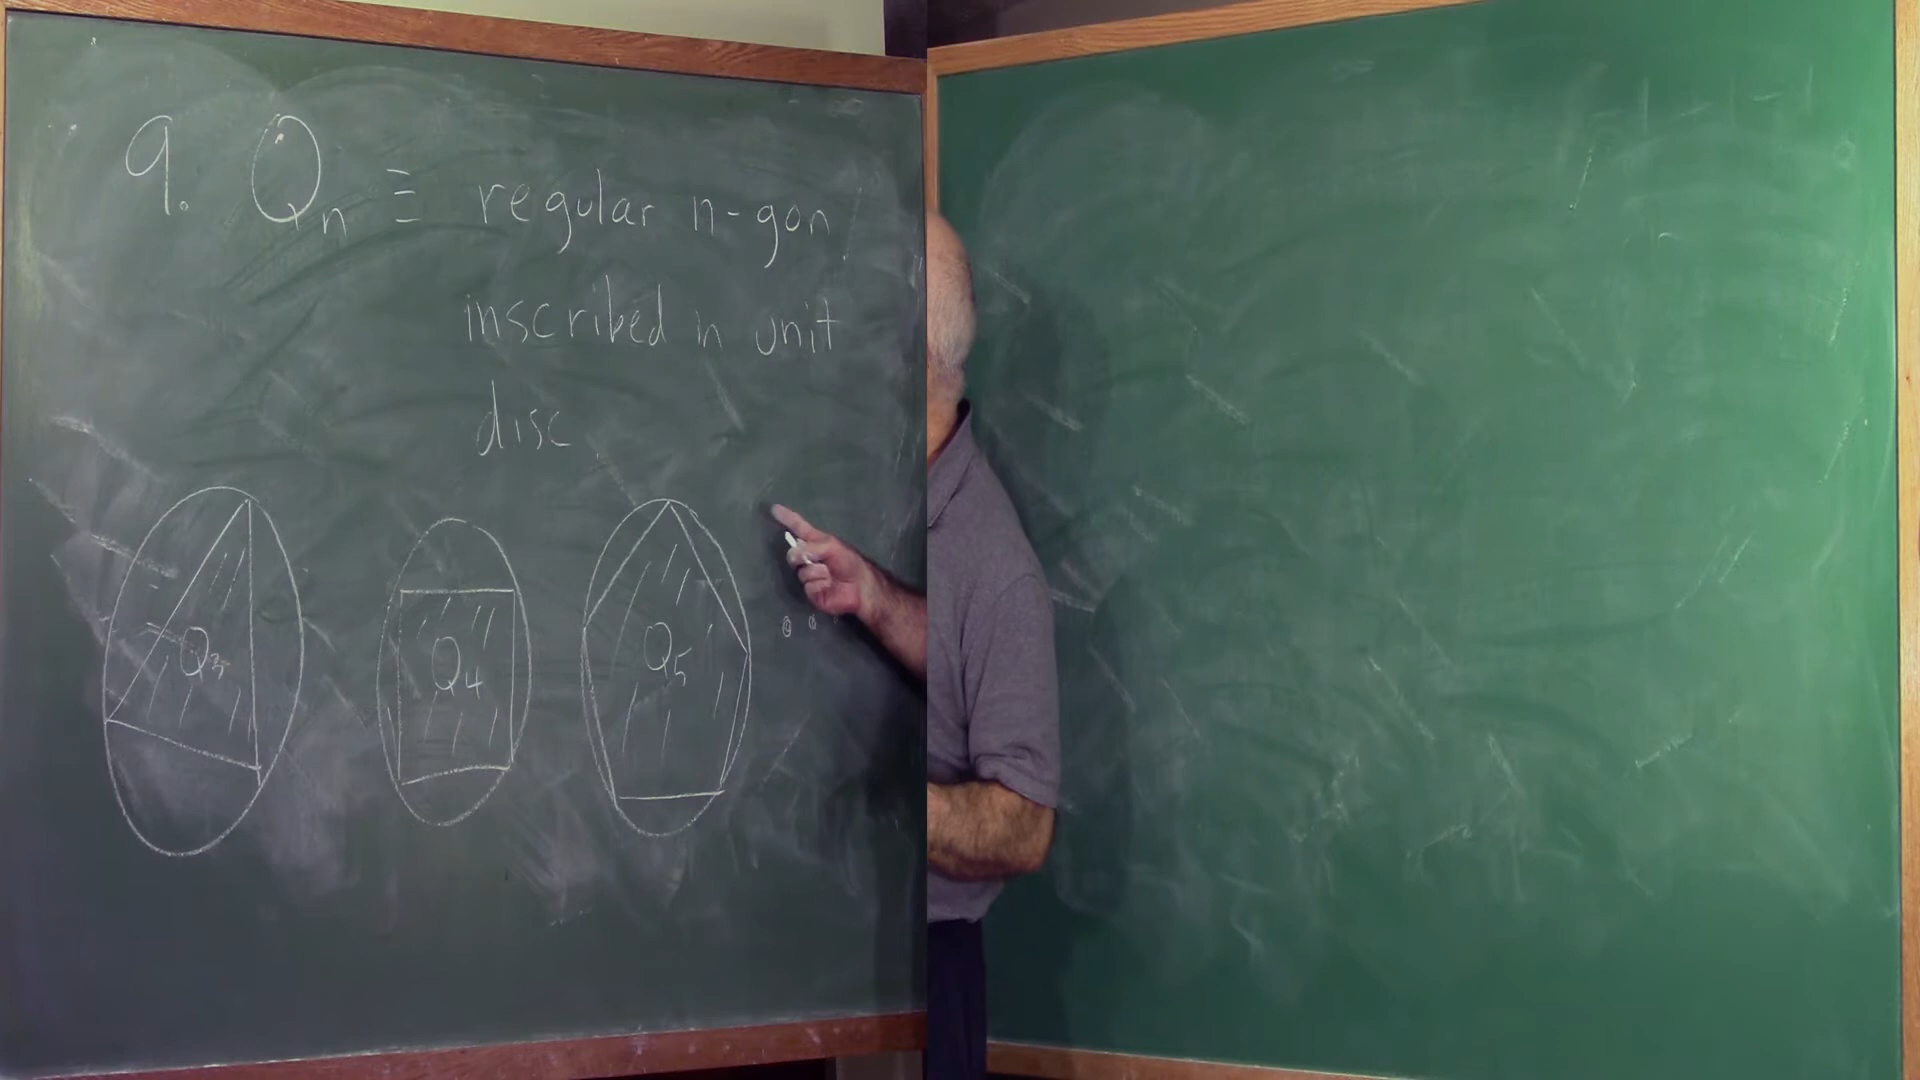 9. Qn ≡ regular n-gon
inscribed in unit
disc
Q3 Q4 Q5